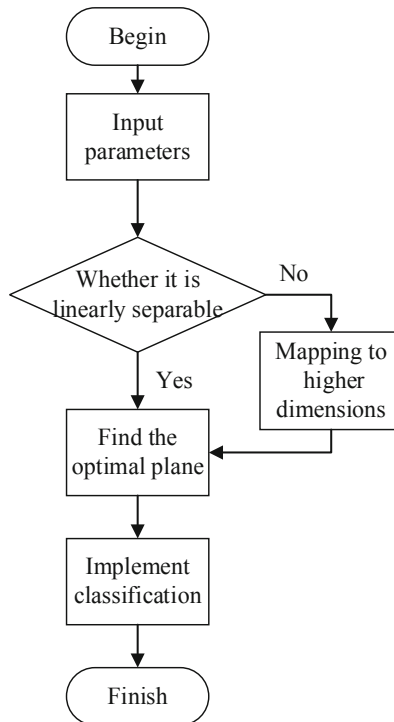 Begin
Input
parameters
Whether it is
linearly separable
No
Mapping to
higher
dimensions
Yes
Find the
optimal plane
Implement
classification
Finish